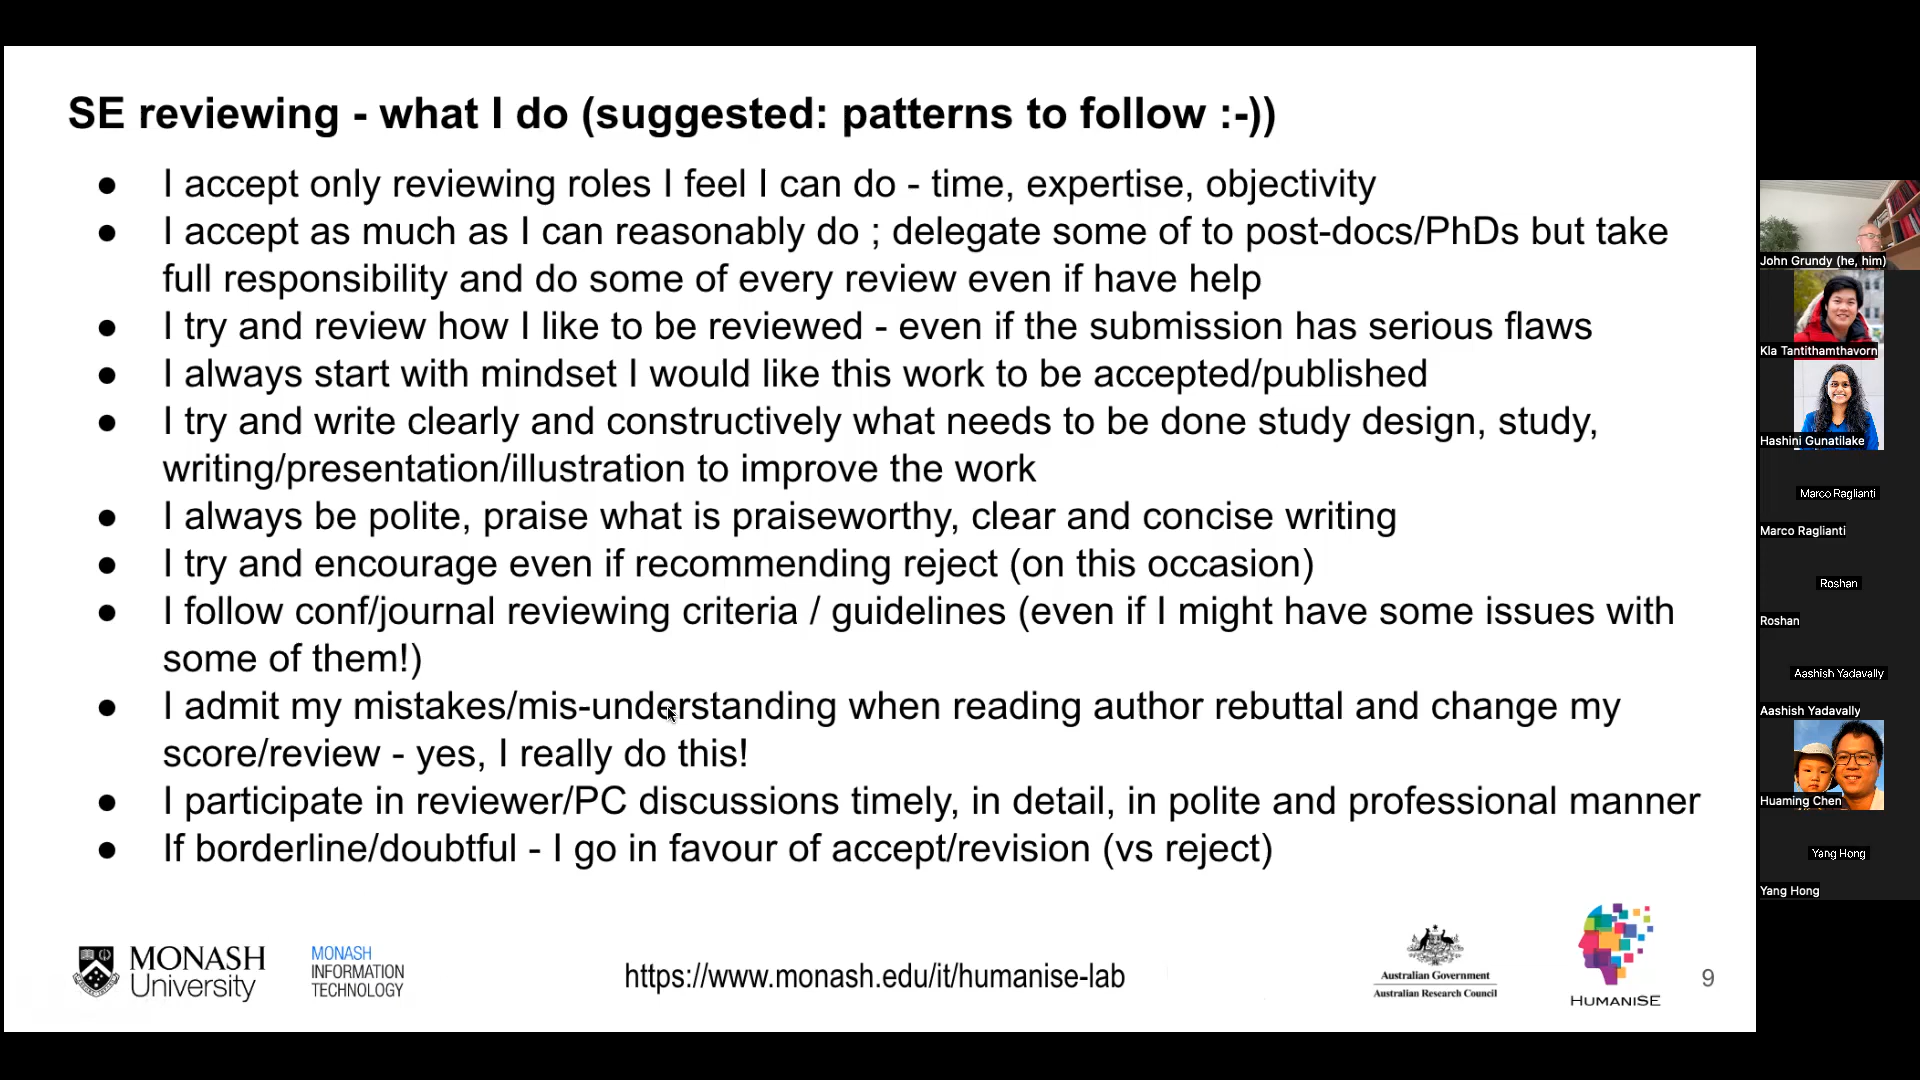 SE reviewing - what I do (suggested: patterns to follow :-))
● I accept only reviewing roles I feel I can do - time, expertise, objectivity
● I accept as much as I can reasonably do ; delegate some of to post-docs/PhDs but take
full responsibility and do some of every review even if have help
● I try and review how I like to be reviewed - even if the submission has serious flaws
● I always start with mindset I would like this work to be accepted/published
● I try and write clearly and constructively what needs to be done study design, study,
writing/presentation/illustration to improve the work
● I always be polite, praise what is praiseworthy, clear and concise writing
● I try and encourage even if recommending reject (on this occasion)
● I follow conf/journal reviewing criteria / guidelines (even if I might have some issues with
some of them!)
● I admit my mistakes/mis-understanding when reading author rebuttal and change my
score/review - yes, I really do this!
● I participate in reviewer/PC discussions timely, in detail, in polite and professional manner
● If borderline/doubtful - I go in favour of accept/revision (vs reject)
MONASH
University
MONASH
INFORMATION
TECHNOLOGY
https://www.monash.edu/it/humanise-lab
Australian Government
Australian Research Council
HUMANISE
9
John Grundy (he, him)
Kla Tantithamthavorn
Hashini Gunatilake
Marco Raglianti
Marco Raglianti
Roshan
Roshan
Aashish Yadavally
Aashish Yadavally
Huaming Chen
Yang Hong
Yang Hong